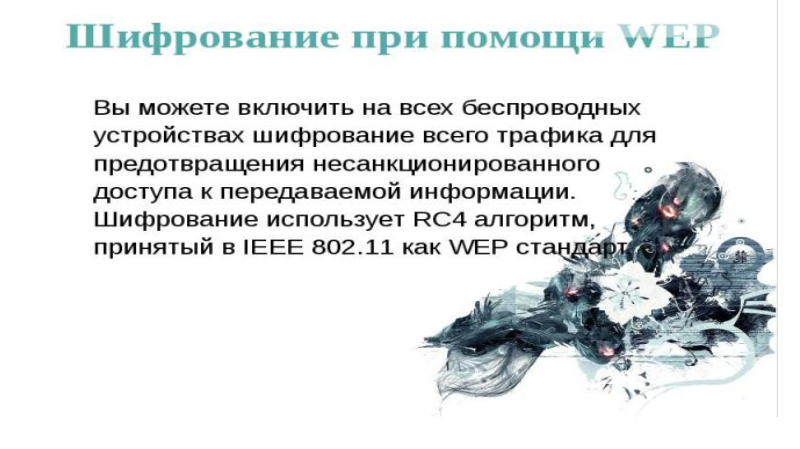 Шифрование при помощи WEP
Вы можете включить на всех беспроводных
устройствах шифрование всего трафика для
предотвращения несанкционированного
доступа к передаваемой информации.
Шифрование использует RC4 алгоритм,
принятый в IEEE 802.11 как WEP стандарт